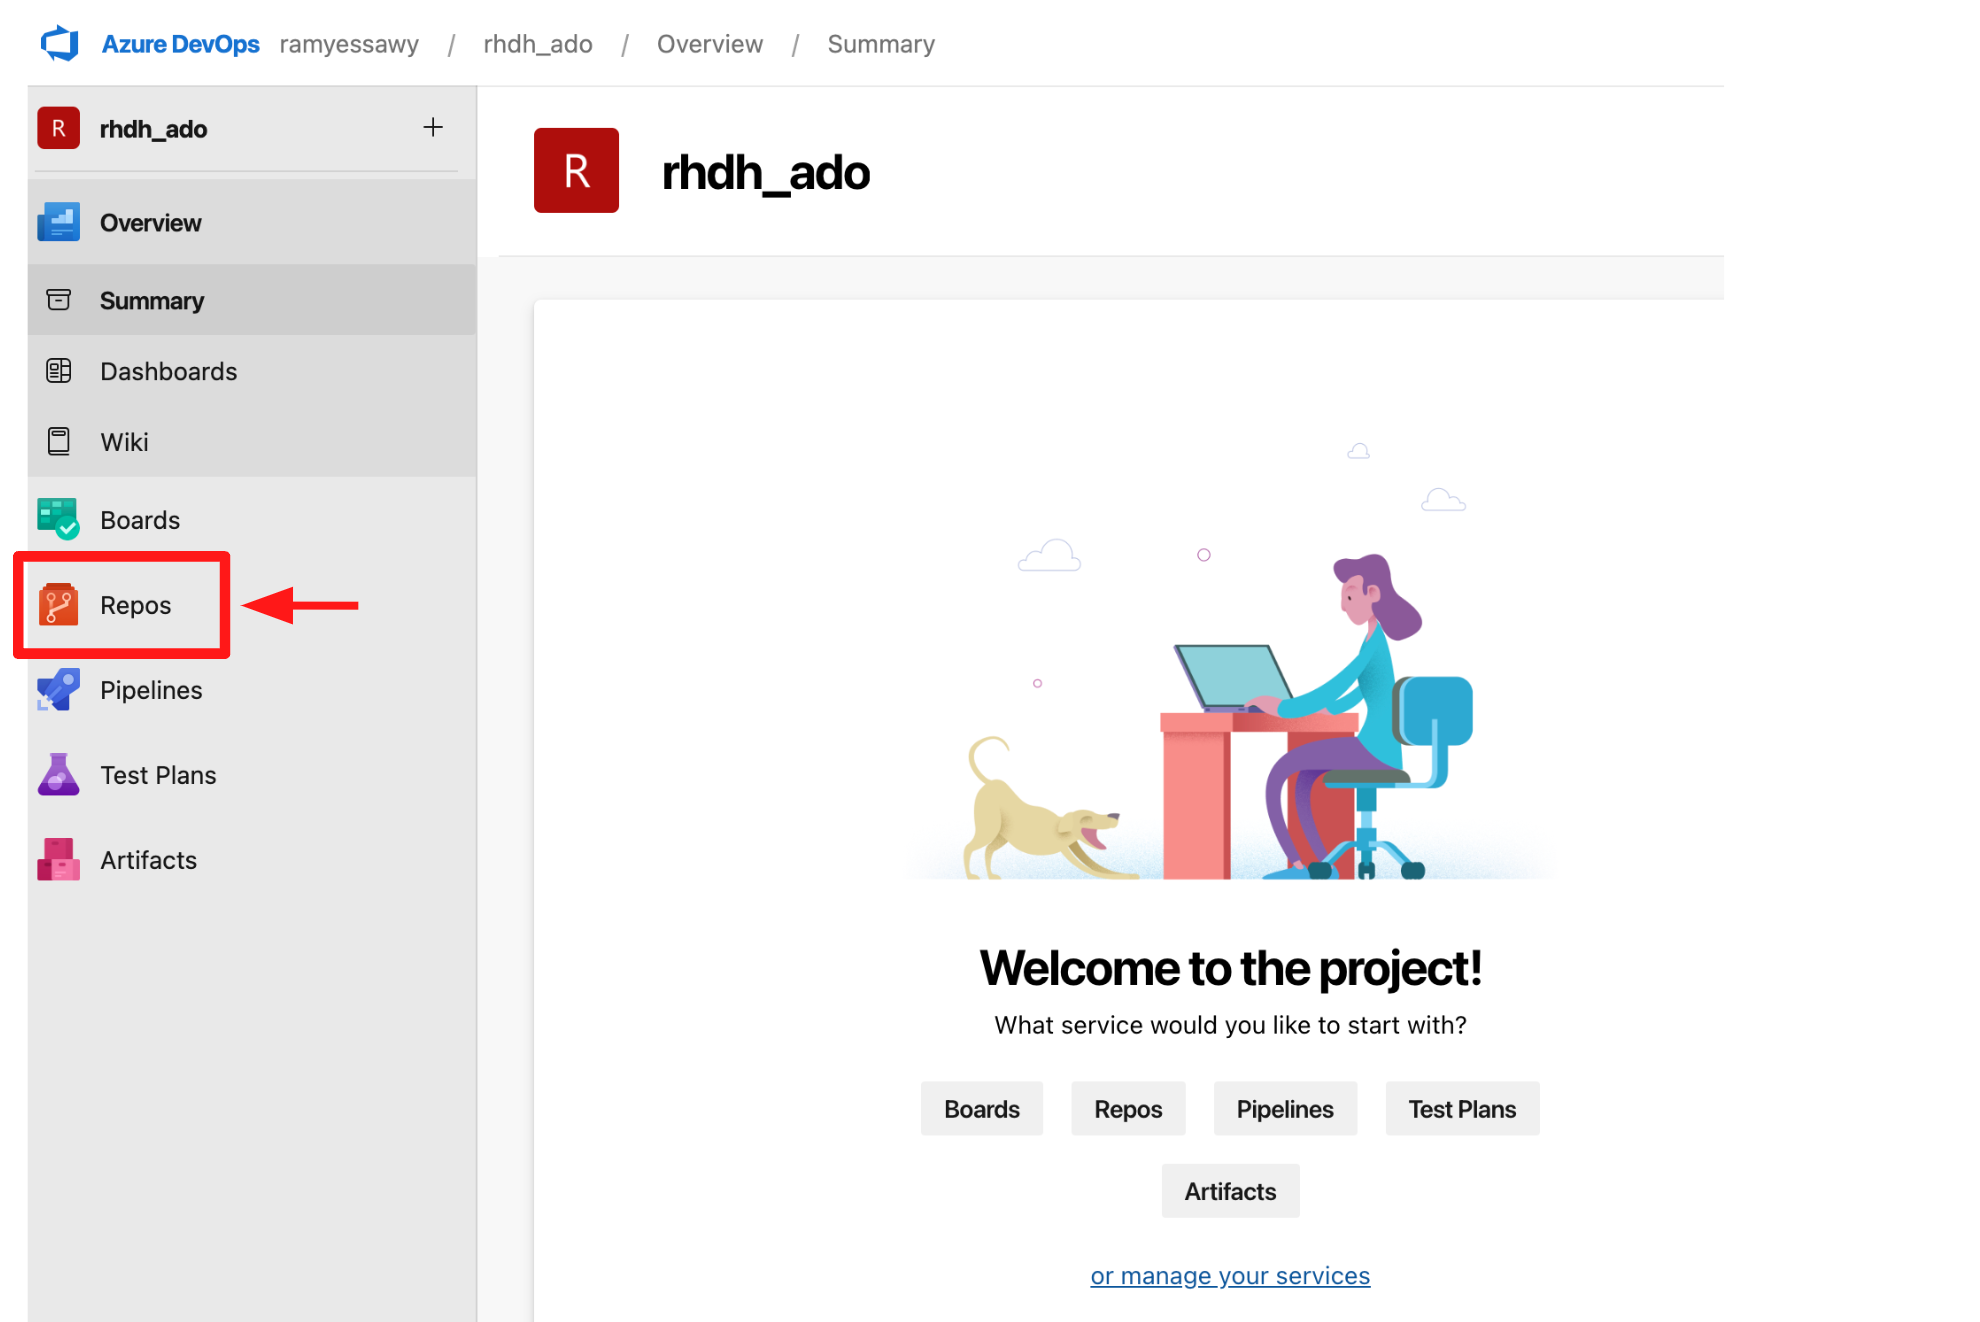 Azure DevOps ramyessawy / rhdh_ado / Overview / Summary
R rhdh_ado +
R rhdh_ado
Overview
Summary
Dashboards
Wiki
Boards
Repos
Pipelines
Test Plans
Artifacts
Welcome to the project!
What service would you like to start with?
Boards Repos Pipelines Test Plans
Artifacts
or manage your services